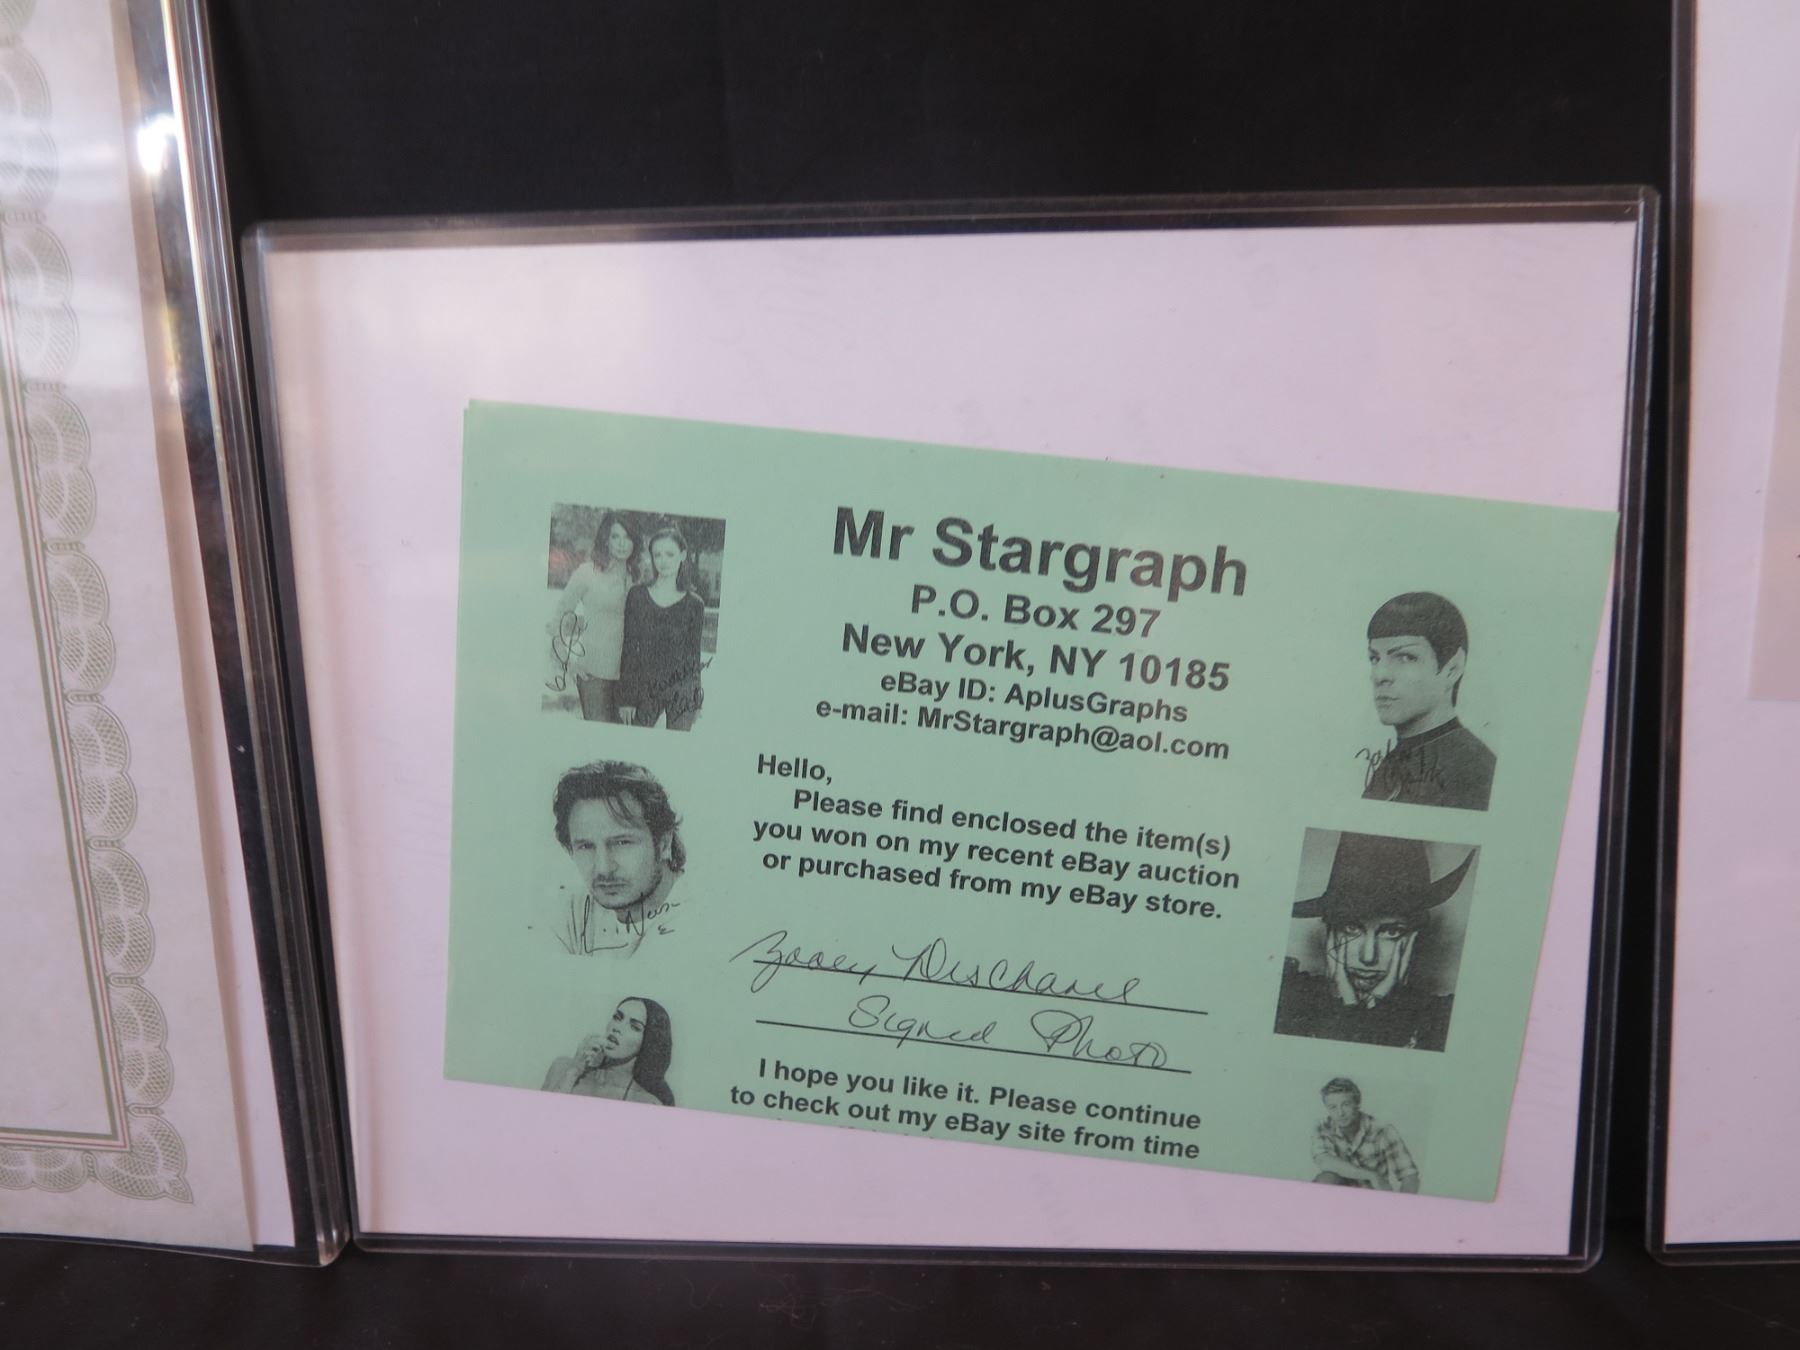 Mr Stargraph
P.O. Box 297
New York, NY 10185
eBay ID: AplusGraphs
e-mail: MrStargraph@aol.com
Hello,
Please find enclosed the item(s)
you won on my recent eBay auction
or purchased from my eBay store.
Zooey Deschanel
Signed Photo
I hope you like it. Please continue
to check out my eBay site from time